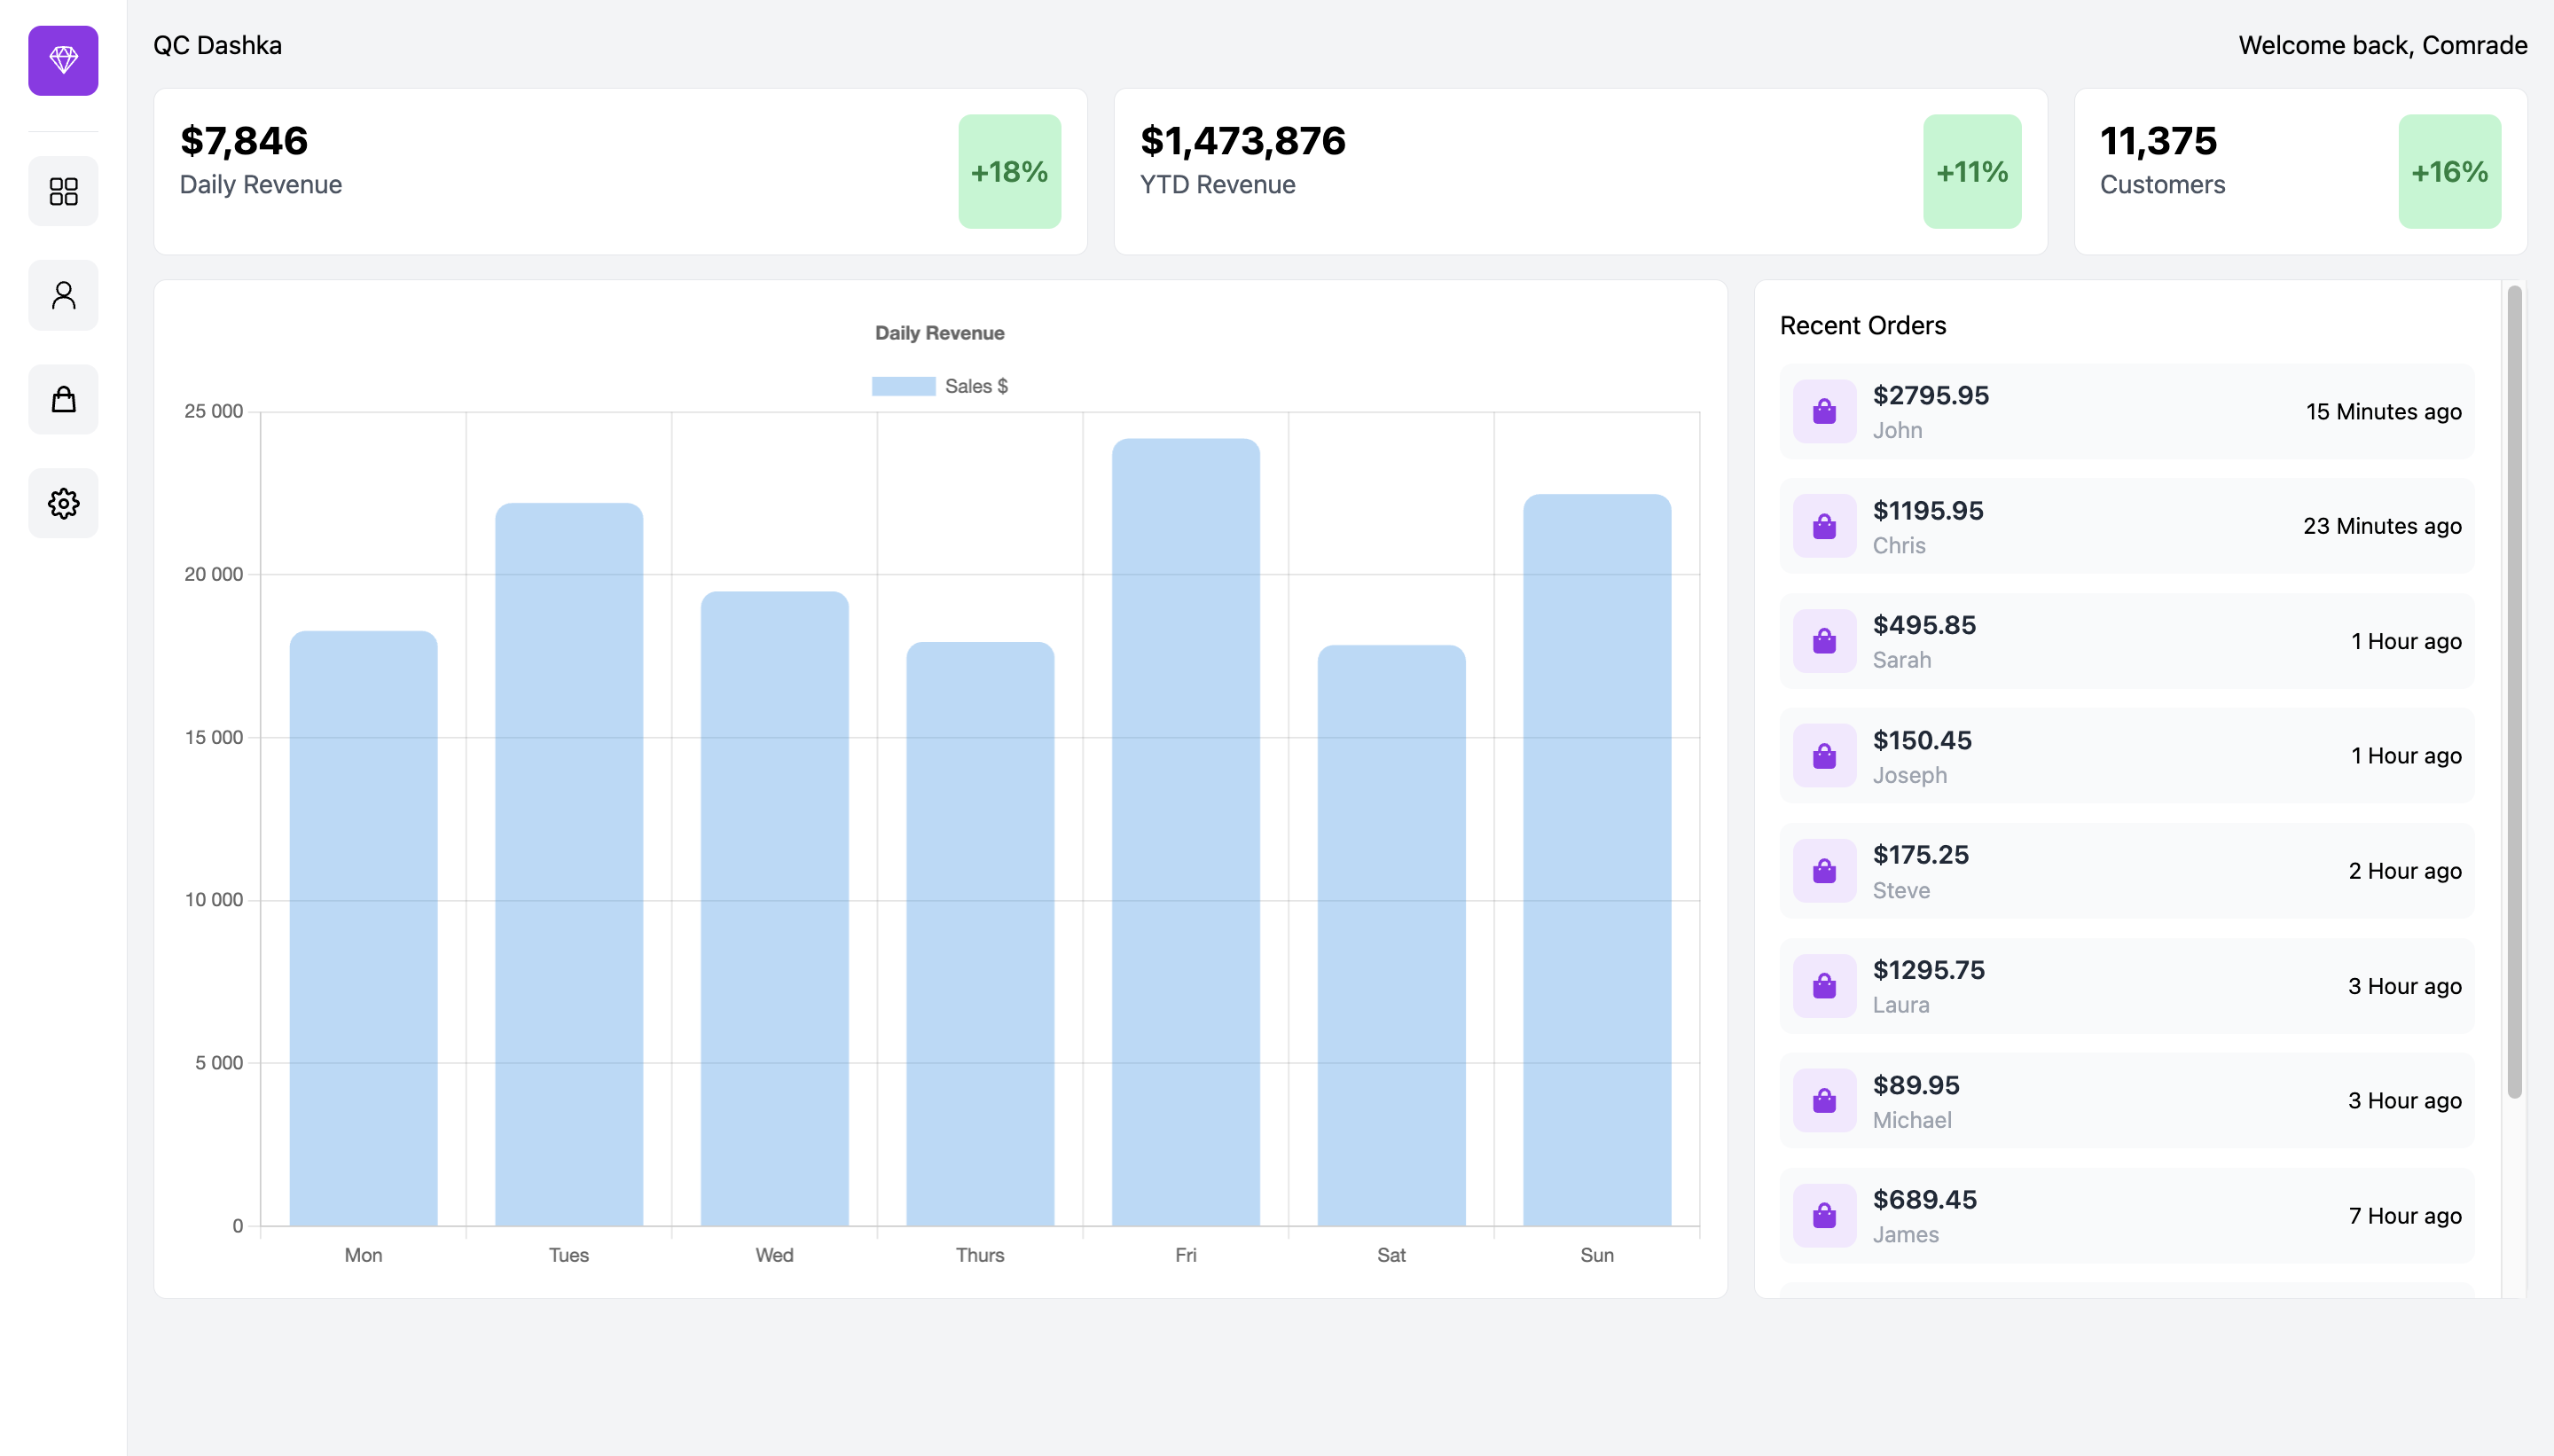 QC Dashka
Welcome back, Comrade
$7,846
Daily Revenue
+18%
$1,473,876
YTD Revenue
+11%
11,375
Customers
+16%
Daily Revenue
Sales $
25 000
20 000
15 000
10 000
5 000
0
Mon
Tues
Wed
Thurs
Fri
Sat
Sun
Recent Orders
$2795.95
John
15 Minutes ago
$1195.95
Chris
23 Minutes ago
$495.85
Sarah
1 Hour ago
$150.45
Joseph
1 Hour ago
$175.25
Steve
2 Hour ago
$1295.75
Laura
3 Hour ago
$89.95
Michael
3 Hour ago
$689.45
James
7 Hour ago